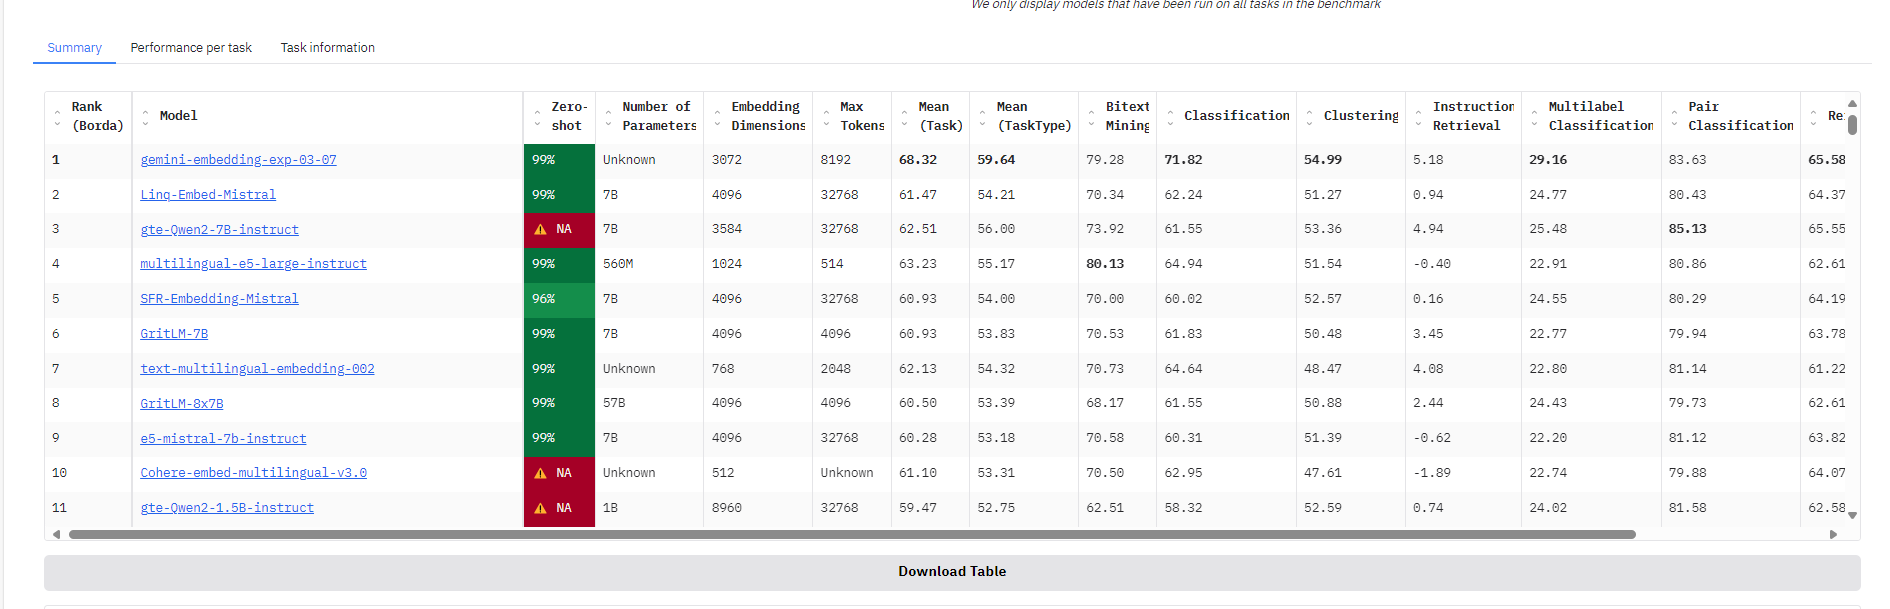 We only display models that have been run on all tasks in the benchmark
Summary Performance per task Task information
Rank (Borda) Model Zero-shot Number of Parameters Embedding Dimensions Max Tokens Mean (Task) Mean (TaskType) Bitext Mining Classification Clustering Instruction Retrieval Multilabel Classification Pair Classification Re
1 gemini-embedding-exp-03-07 99% Unknown 3072 8192 68.32 59.64 79.28 71.82 54.99 5.18 29.16 83.63 65.58
2 Linq-Embed-Mistral 99% 7B 4096 32768 61.47 54.21 70.34 62.24 51.27 0.94 24.77 80.43 64.37
3 gte-Qwen2-7B-instruct ⚠ NA 7B 3584 32768 62.51 56.00 73.92 61.55 53.36 4.94 25.48 85.13 65.55
4 multilingual-e5-large-instruct 99% 560M 1024 514 63.23 55.17 80.13 64.94 51.54 -0.40 22.91 80.86 62.61
5 SFR-Embedding-Mistral 96% 7B 4096 32768 60.93 54.00 70.00 60.02 52.57 0.16 24.55 80.29 64.19
6 GritLM-7B 99% 7B 4096 4096 60.93 53.83 70.53 61.83 50.48 3.45 22.77 79.94 63.78
7 text-multilingual-embedding-002 99% Unknown 768 2048 62.13 54.32 70.73 64.64 48.47 4.08 22.80 81.14 61.22
8 GritLM-8x7B 99% 57B 4096 4096 60.50 53.39 68.17 61.55 50.88 2.44 24.43 79.73 62.61
9 e5-mistral-7b-instruct 99% 7B 4096 32768 60.28 53.18 70.58 60.31 51.39 -0.62 22.20 81.12 63.82
10 Cohere-embed-multilingual-v3.0 ⚠ NA Unknown 512 Unknown 61.10 53.31 70.50 62.95 47.61 -1.89 22.74 79.88 64.07
11 gte-Qwen2-1.5B-instruct ⚠ NA 1B 8960 32768 59.47 52.75 62.51 58.32 52.59 0.74 24.02 81.58 62.58
Download Table